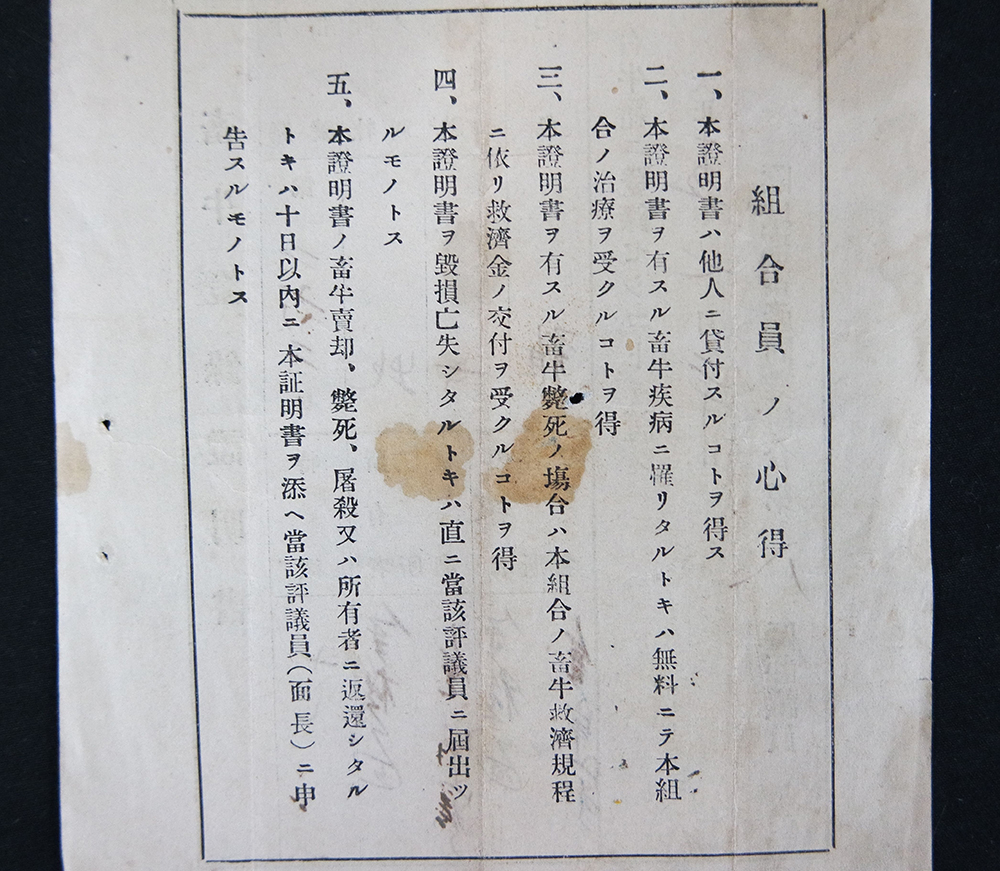 組合員ノ心得
一、本證明書ハ他人ニ貸付スルコトヲ得ス
二、本證明書ヲ有スル畜牛疾病ニ罹リタルトキハ無料ニテ本組
合ノ治療ヲ受クルコトヲ得
三、本證明書ヲ有スル畜牛斃死ノ塲合ハ本組合ノ畜牛救濟規程
ニ依リ救濟金ノ交付ヲ受クルコトヲ得
四、本證明書ヲ毀損亡失シタルトキハ直ニ當該評議員ニ屆出ツ
ルモノトス
五、本證明書ノ畜牛賣却、斃死、屠殺又ハ所有者ニ返還シタル
トキハ十日以內ニ本証明書ヲ添ヘ當該評議員(面長)ニ申
告スルモノトス